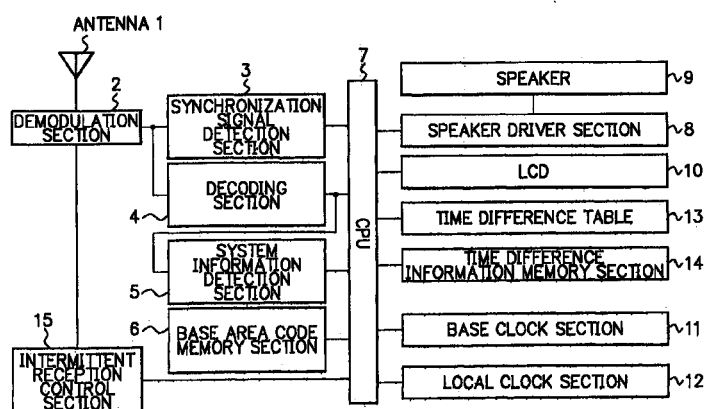 ANTENNA 1
2
DEMODULATION
SECTION
3
SYNCHRONIZATION
SIGNAL
DETECTION
SECTION
DECODING
SECTION
4
SYSTEM
INFORMATION
DETECTION
SECTION
5
6
BASE AREA CODE
MEMORY SECTION
15
INTERMITTENT
RECEPTION
CONTROL
SECTION
7
CPU
SPEAKER
9
SPEAKER DRIVER SECTION
8
LCD
10
TIME DIFFERENCE TABLE
13
TIME DIFFERENCE
INFORMATION MEMORY SECTION
14
BASE CLOCK SECTION
11
LOCAL CLOCK SECTION
12